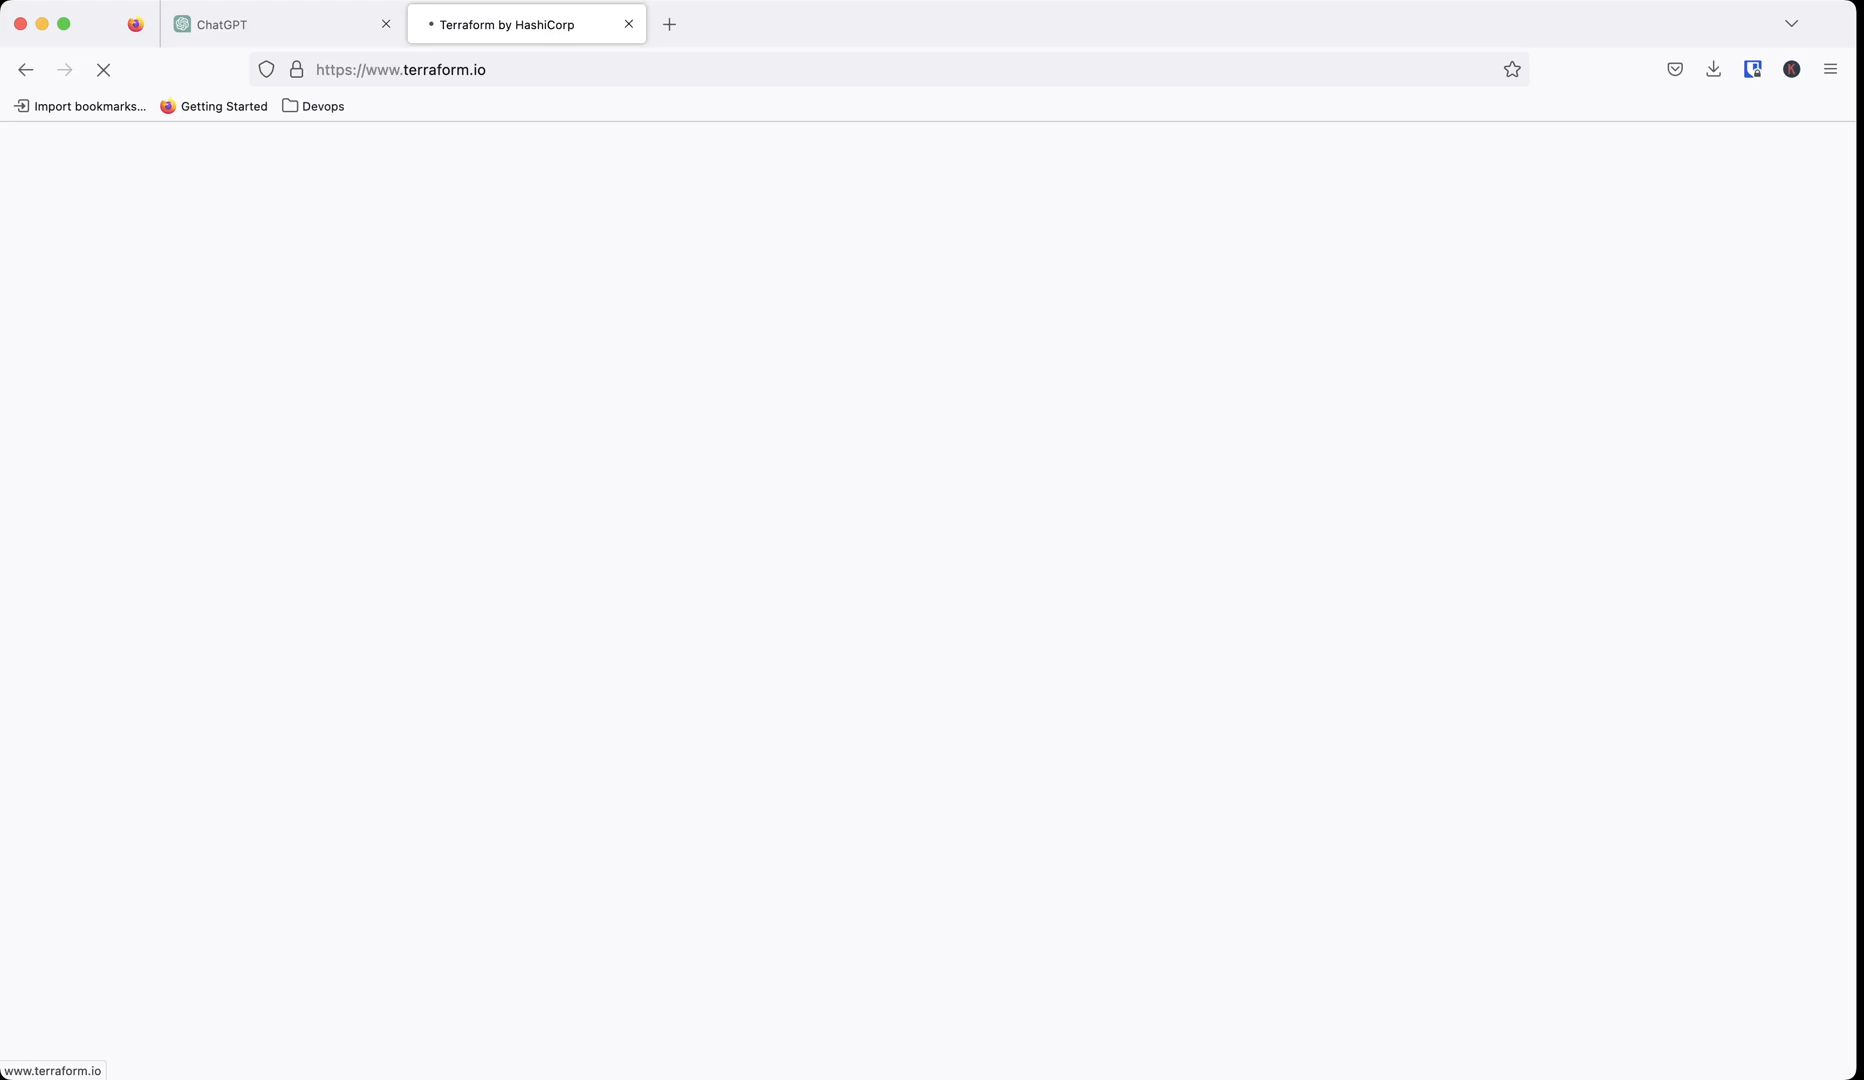 ChatGPT
Terraform by HashiCorp
https://www.terraform.io
Import bookmarks...
Getting Started
Devops
K
www.terraform.io